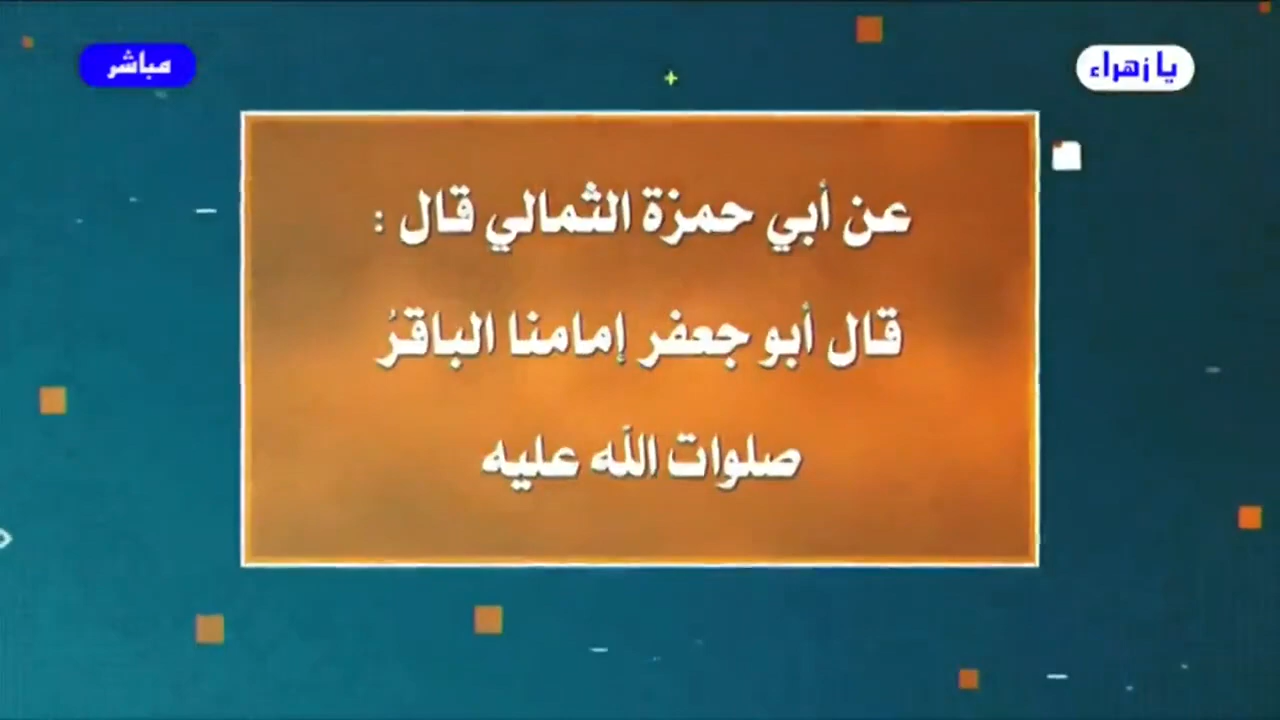 يا زهراء
مباشر
عن أبي حمزة الثمالي قال :
قال أبو جعفر إمامنا الباقرُ
صلوات الله عليه